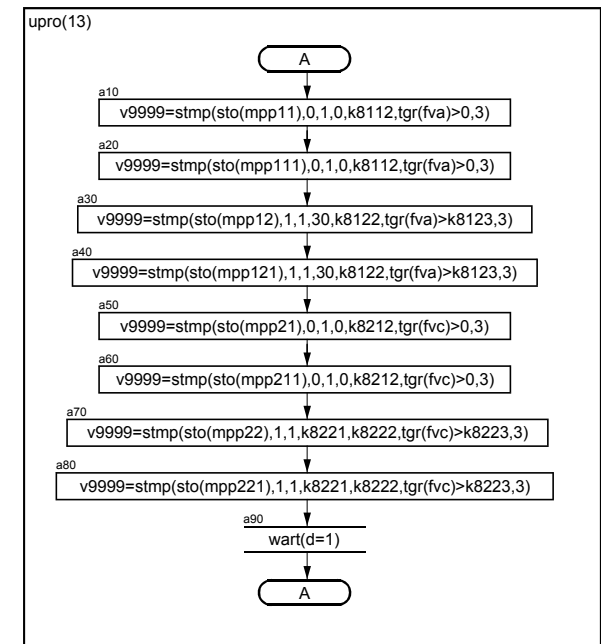 upro(13)
A
a10
v9999=stmp(sto(mpp11),0,1,0,k8112,tgr(fva)>0,3)
a20
v9999=stmp(sto(mpp111),0,1,0,k8112,tgr(fva)>0,3)
a30
v9999=stmp(sto(mpp12),1,1,30,k8122,tgr(fva)>k8123,3)
a40
v9999=stmp(sto(mpp121),1,1,30,k8122,tgr(fva)>k8123,3)
a50
v9999=stmp(sto(mpp21),0,1,0,k8212,tgr(fvc)>0,3)
a60
v9999=stmp(sto(mpp211),0,1,0,k8212,tgr(fvc)>0,3)
a70
v9999=stmp(sto(mpp22),1,1,k8221,k8222,tgr(fvc)>k8223,3)
a80
v9999=stmp(sto(mpp221),1,1,k8221,k8222,tgr(fvc)>k8223,3)
a90
wart(d=1)
A